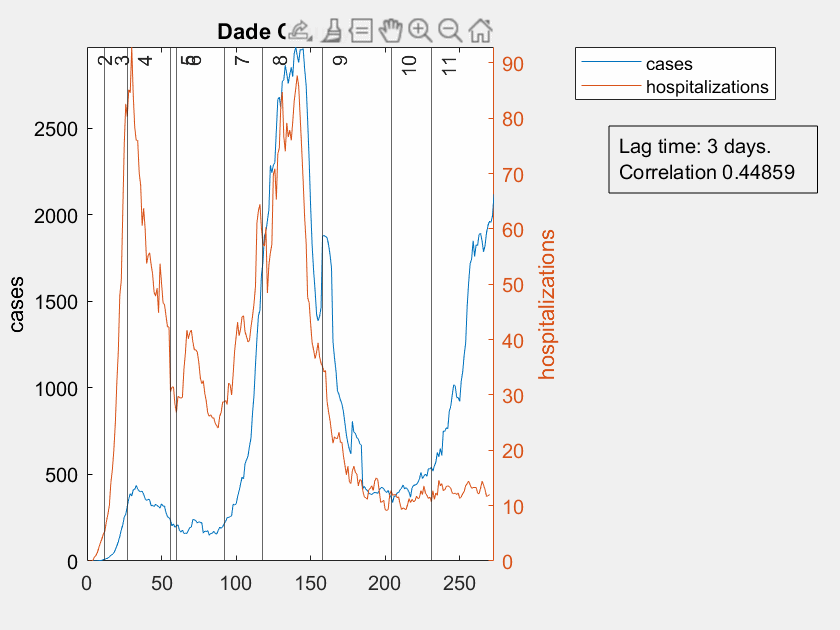 Dade
2 3 4 5 6 7 8 9 10 11
cases
hospitalizations
Lag time: 3 days.
Correlation 0.44859
90
80
70
60
50
40
30
20
10
0
2500
2000
1500
1000
500
0
cases
hospitalizations
0 50 100 150 200 250